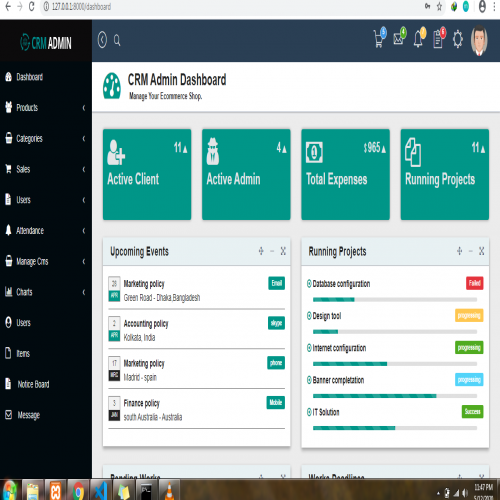 127.0.0.1:8000/dashboard
CRM ADMIN
5
4
Dashboard
Products
Categories
Sales
Users
Attendance
Manage Cms
Charts
Users
Items
Notice Board
Message
CRM Admin Dashboard
Manage Your Ecommerce Shop.
11▲
Active Client
4▲
Active Admin
$965▲
Total Expenses
11▲
Running Projects
Upcoming Events
28 Marketing policy Email
APR Green Road - Dhaka,Bangladesh
2 Accounting policy skype
APR Kolkata, India
17 Marketing policy phone
Madrid - spain
3 Finance policy Mobile
JAN south Australia - Australia
Running Projects
Database configuration Failed
Design tool progressing
Internet configuration progressing
Banner completation progressing
IT Solution Success
Pending Works
Works Deadlines
11:47 PM